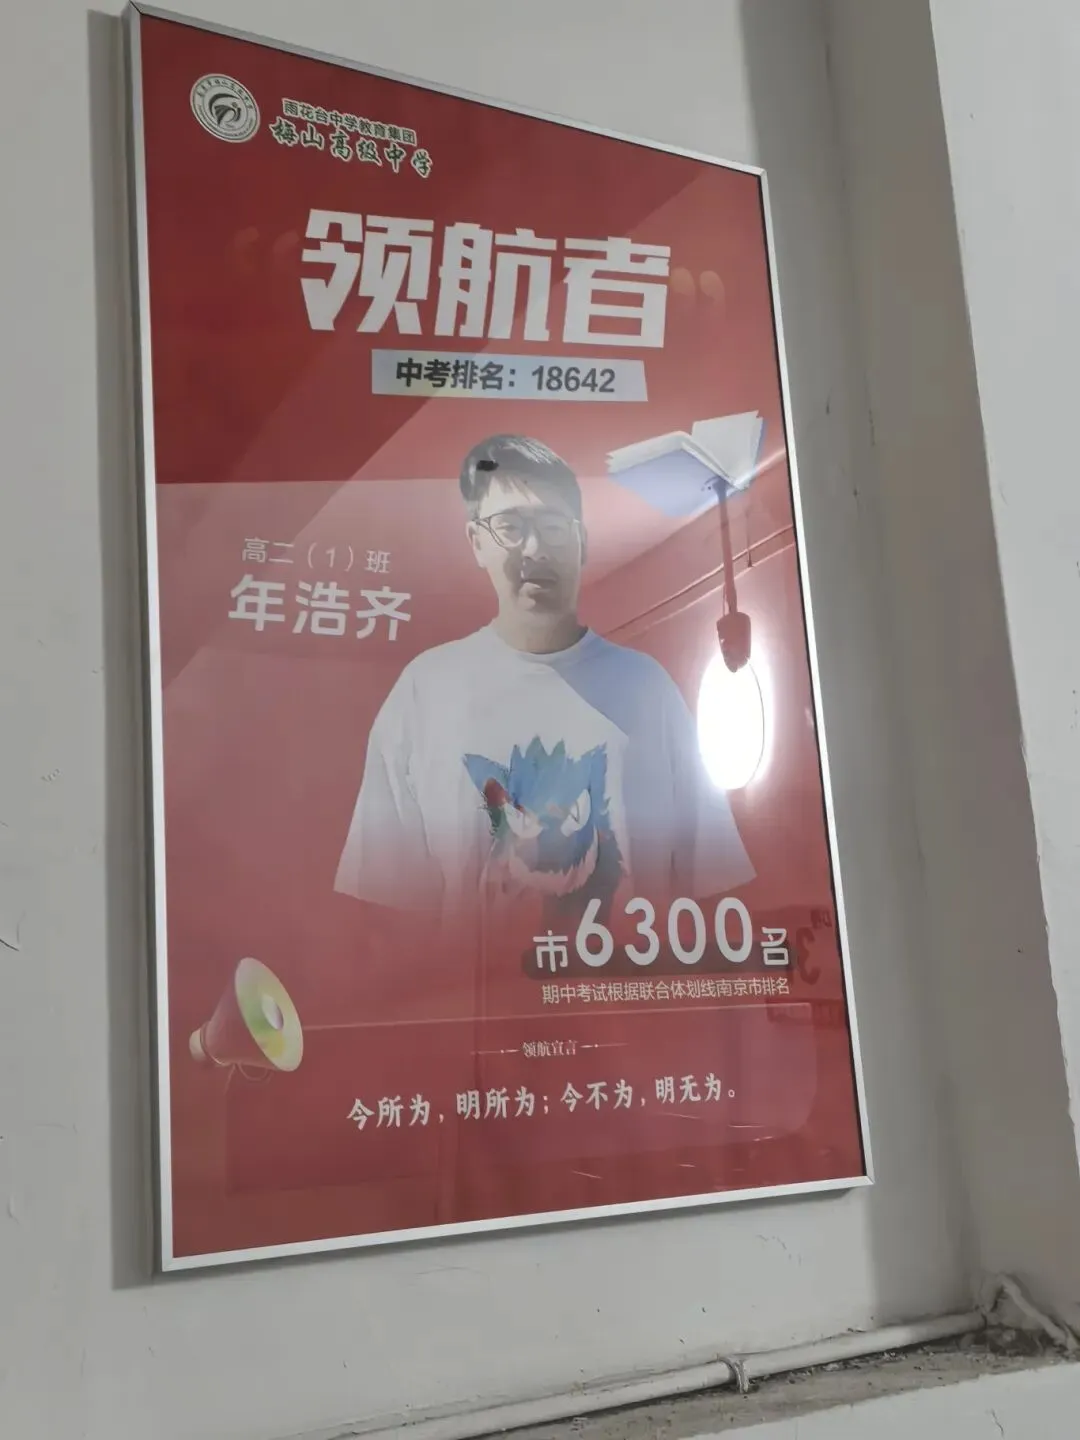 雨花台中学教育集团
梅山高级中学
“领航者”
中考排名：18642
高二（1）班
年浩齐
市6300名
期中考试根据联合体划线南京市排名
领航宣言
今所为，明所为；今不为，明无为。